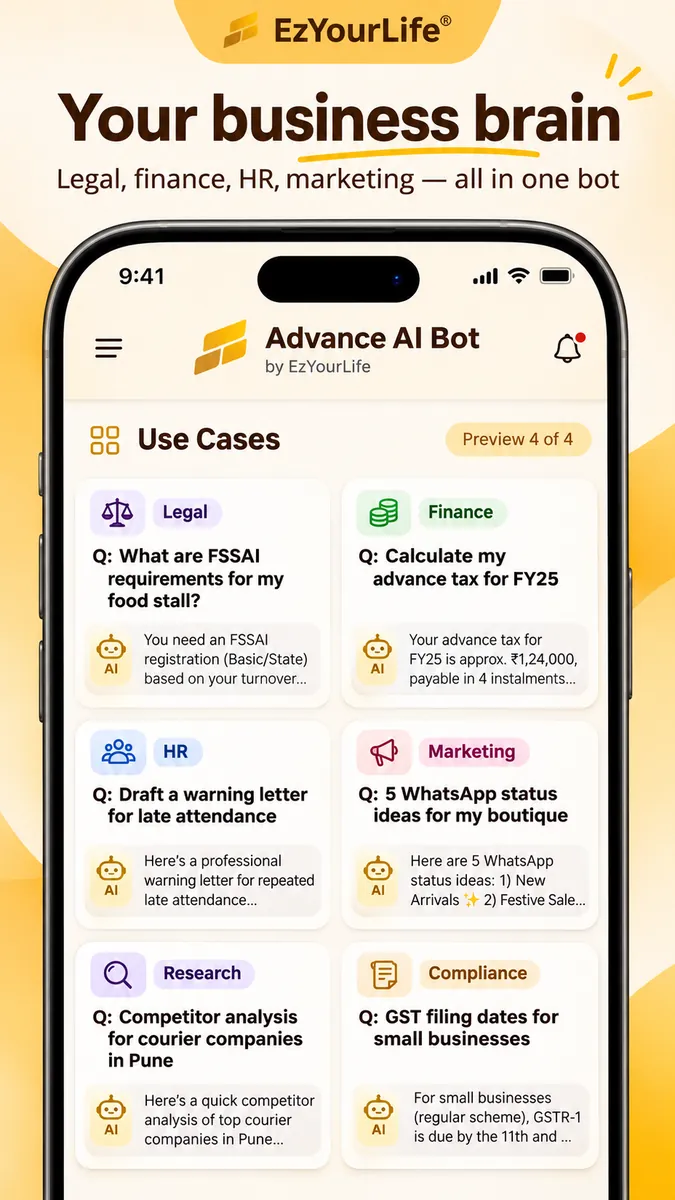 EzYourLife®
Your business brain
Legal, finance, HR, marketing — all in one bot
9:41
Advance AI Bot
by EzYourLife
Use Cases
Preview 4 of 4
Legal
Q: What are FSSAI
requirements for my
food stall?
AI
You need an FSSAI
registration (Basic/State)
based on your turnover...
Finance
Q: Calculate my
advance tax for FY25
AI
Your advance tax for
FY25 is approx. ₹1,24,000,
payable in 4 instalments...
HR
Q: Draft a warning letter
for late attendance
AI
Here's a professional
warning letter for repeated
late attendance...
Marketing
Q: 5 WhatsApp status
ideas for my boutique
AI
Here are 5 WhatsApp
status ideas: 1) New
Arrivals ✨ 2) Festive Sale...
Research
Q: Competitor analysis
for courier companies
in Pune
AI
Here's a quick competitor
analysis of top courier
companies in Pune...
Compliance
Q: GST filing dates for
small businesses
AI
For small businesses
(regular scheme), GSTR-1
is due by the 11th and ...